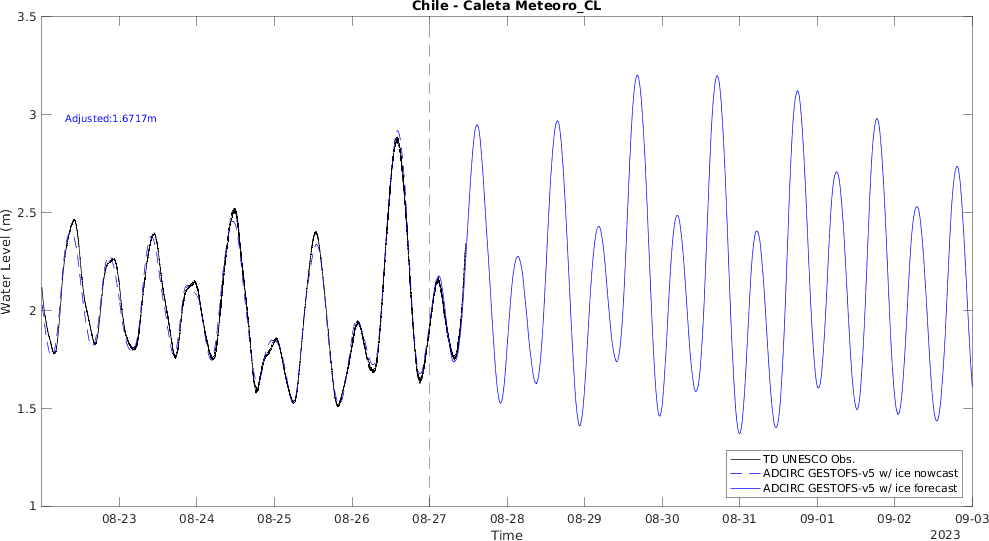 Chile - Caleta Meteoro_CL
3.5
3
2.5
2
1.5
1
Water Level (m)
Adjusted:1.6717m
TD UNESCO Obs.
ADCIRC GESTOFS-v5 w/ ice nowcast
ADCIRC GESTOFS-v5 w/ ice forecast
08-23 08-24 08-25 08-26 08-27 08-28 08-29 08-30 08-31 09-01 09-02 09-03
Time
2023